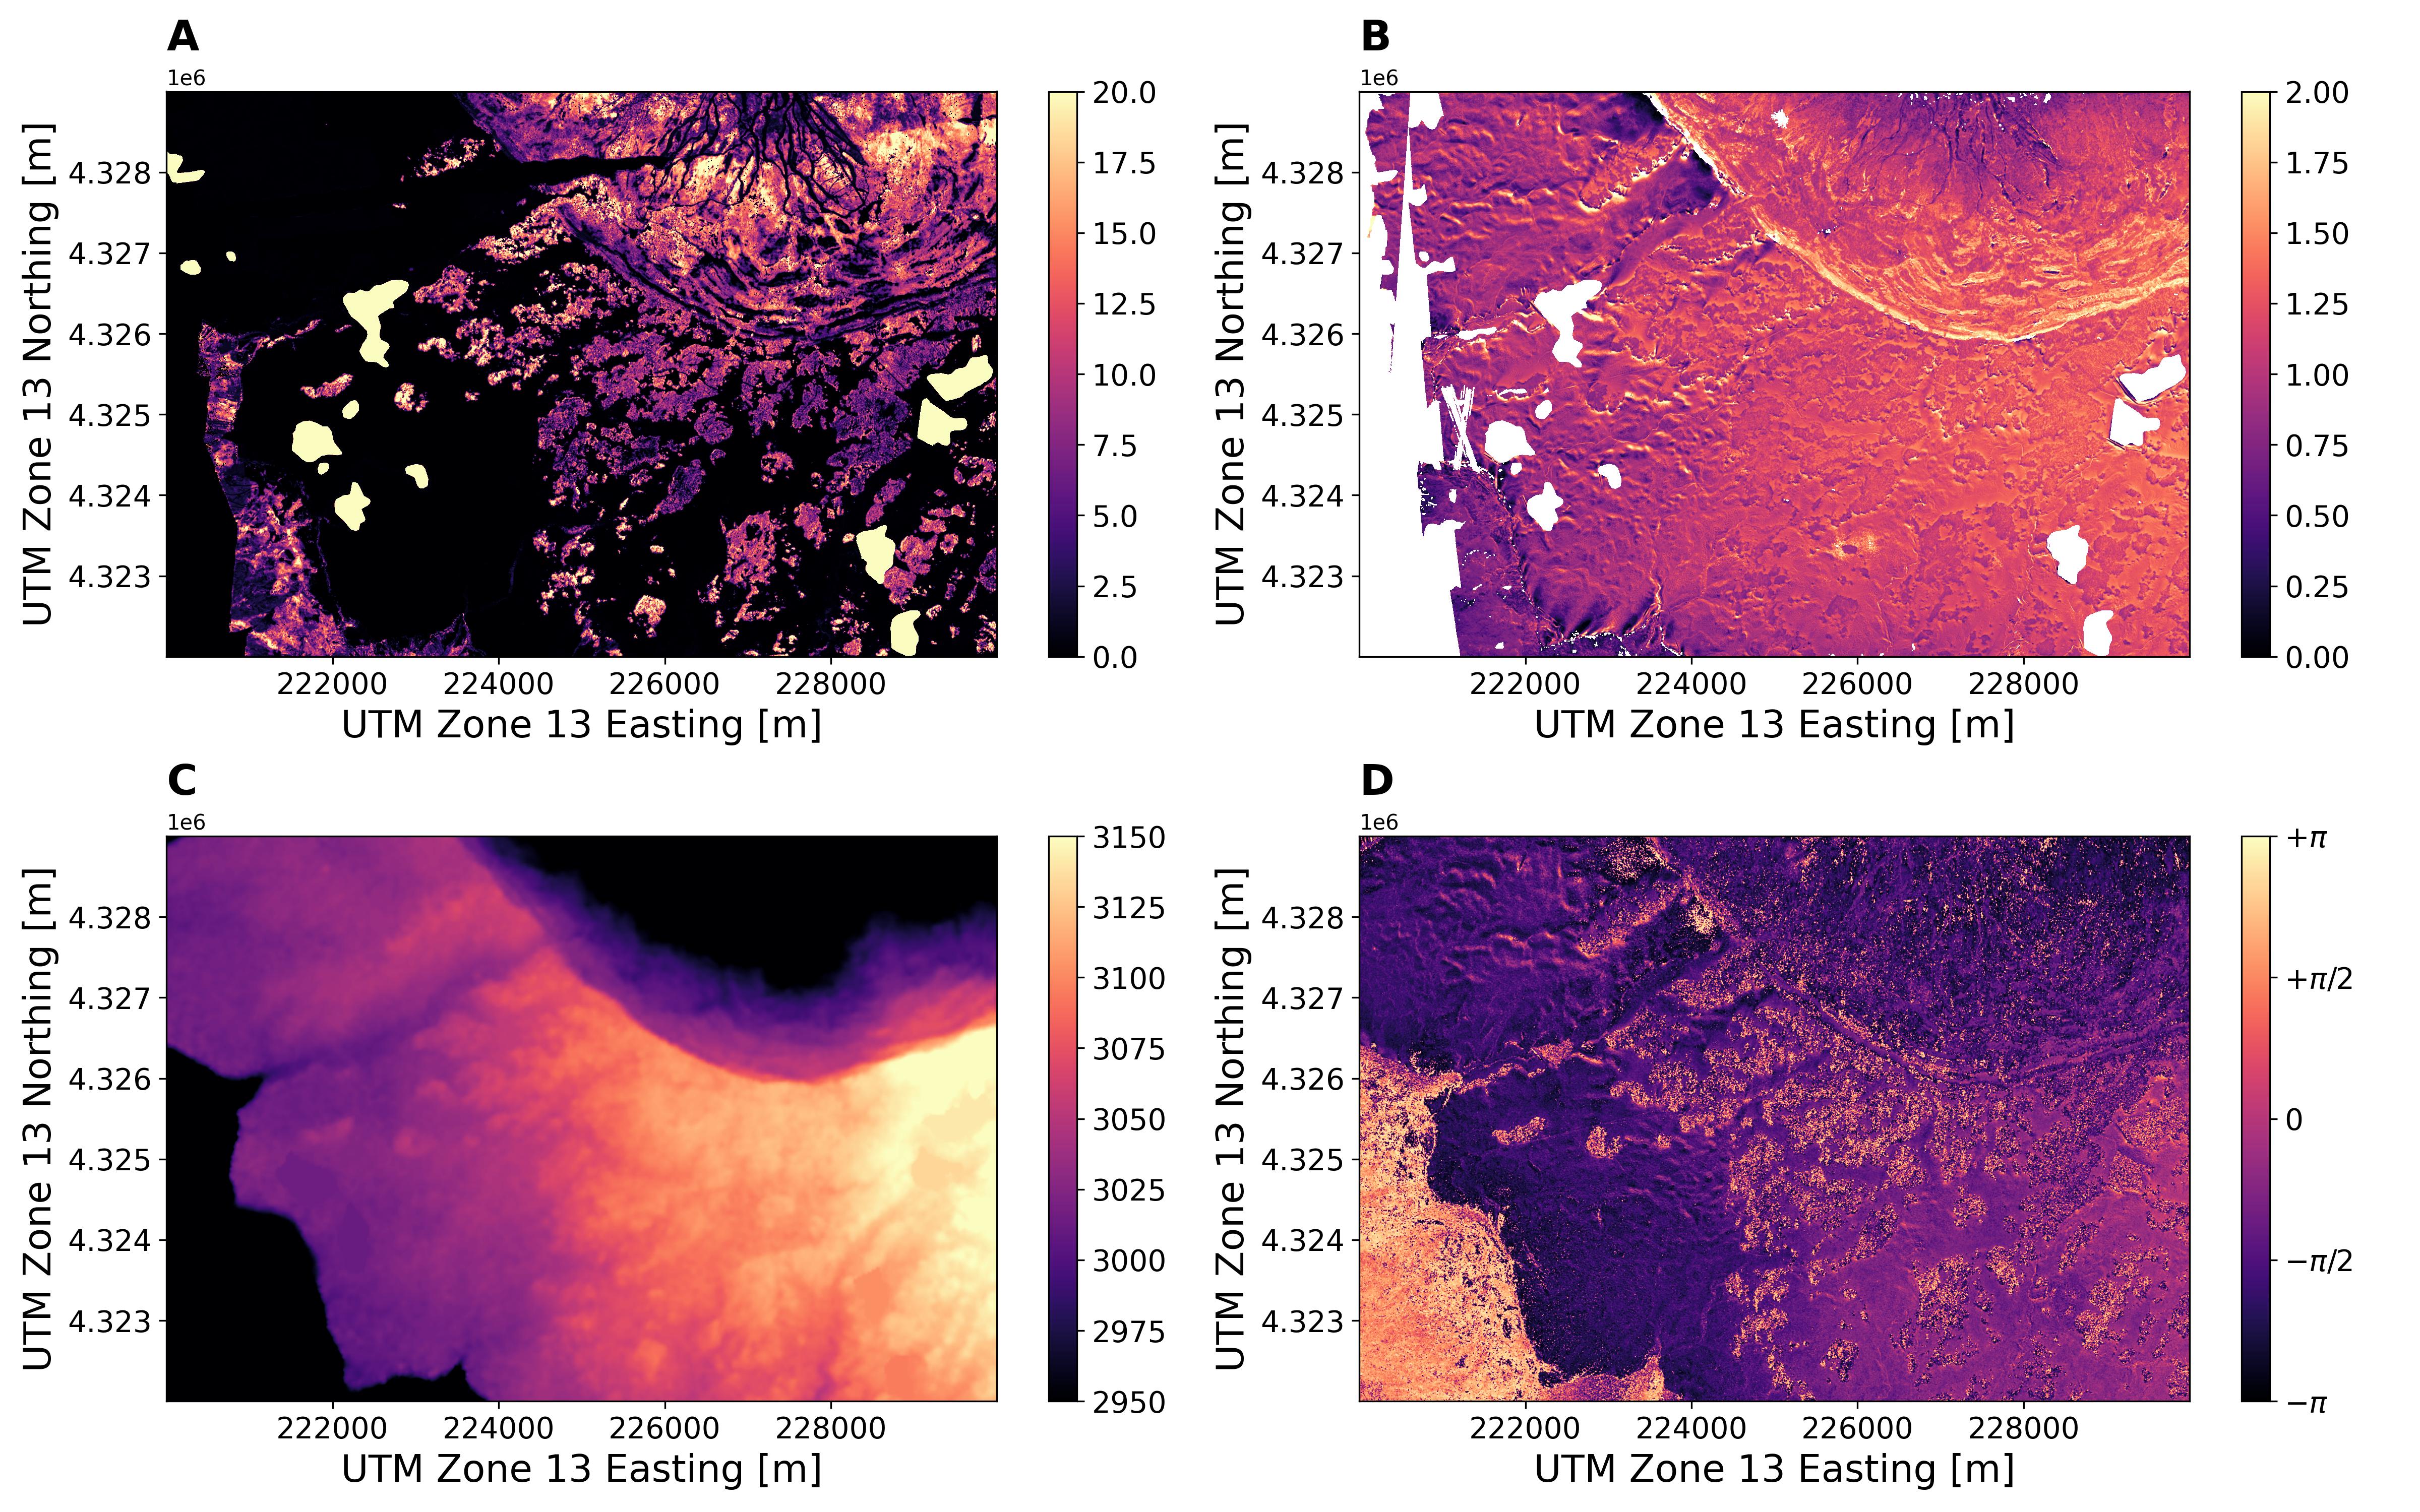 A
1e6
4.328
4.327
4.326
4.325
4.324
4.323
UTM Zone 13 Northing [m]
222000 224000 226000 228000
UTM Zone 13 Easting [m]
20.0
17.5
15.0
12.5
10.0
7.5
5.0
2.5
0.0
B
1e6
4.328
4.327
4.326
4.325
4.324
4.323
UTM Zone 13 Northing [m]
222000 224000 226000 228000
UTM Zone 13 Easting [m]
2.00
1.75
1.50
1.25
1.00
0.75
0.50
0.25
0.00
C
1e6
4.328
4.327
4.326
4.325
4.324
4.323
UTM Zone 13 Northing [m]
222000 224000 226000 228000
UTM Zone 13 Easting [m]
3150
3125
3100
3075
3050
3025
3000
2975
2950
D
1e6
4.328
4.327
4.326
4.325
4.324
4.323
UTM Zone 13 Northing [m]
222000 224000 226000 228000
UTM Zone 13 Easting [m]
+π
+π/2
0
−π/2
−π